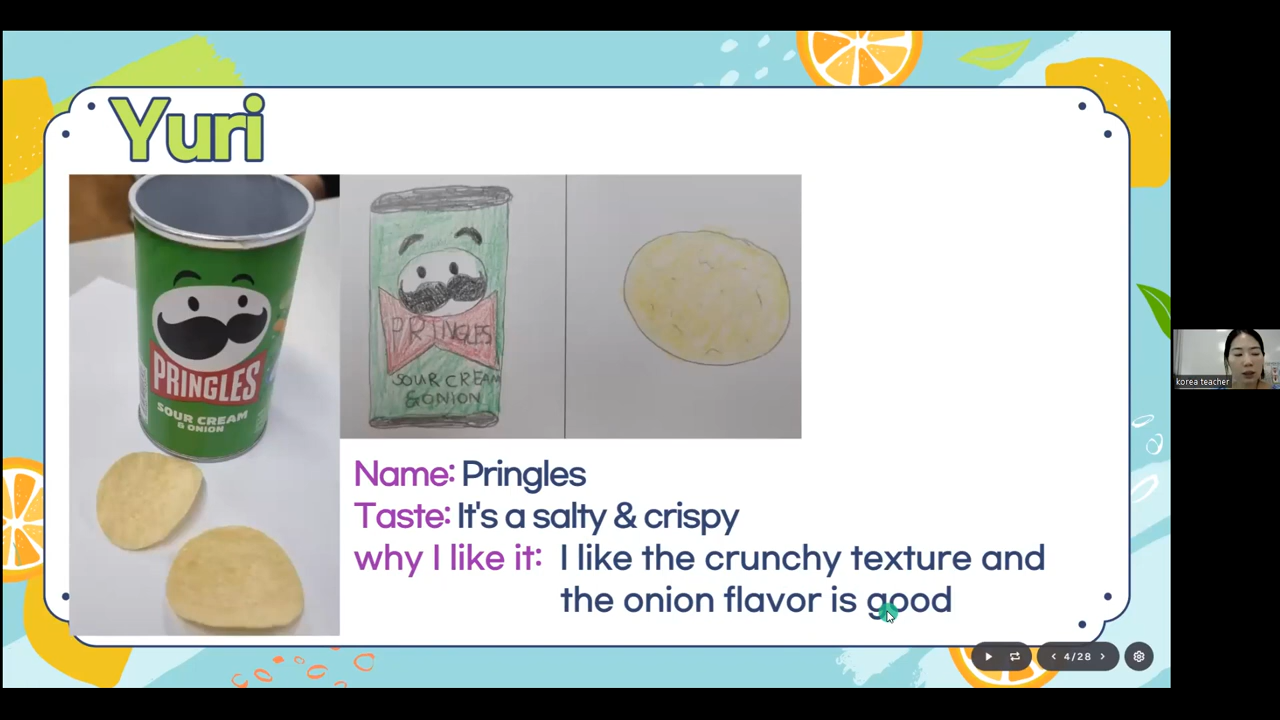 Yuri
PRINGLES
SOUR CREAM
& ONION
PRINGLES
SOUR CREAM
& ONION
Name: Pringles
Taste: It's a salty & crispy
why I like it: I like the crunchy texture and
the onion flavor is good
4/28
korea teacher